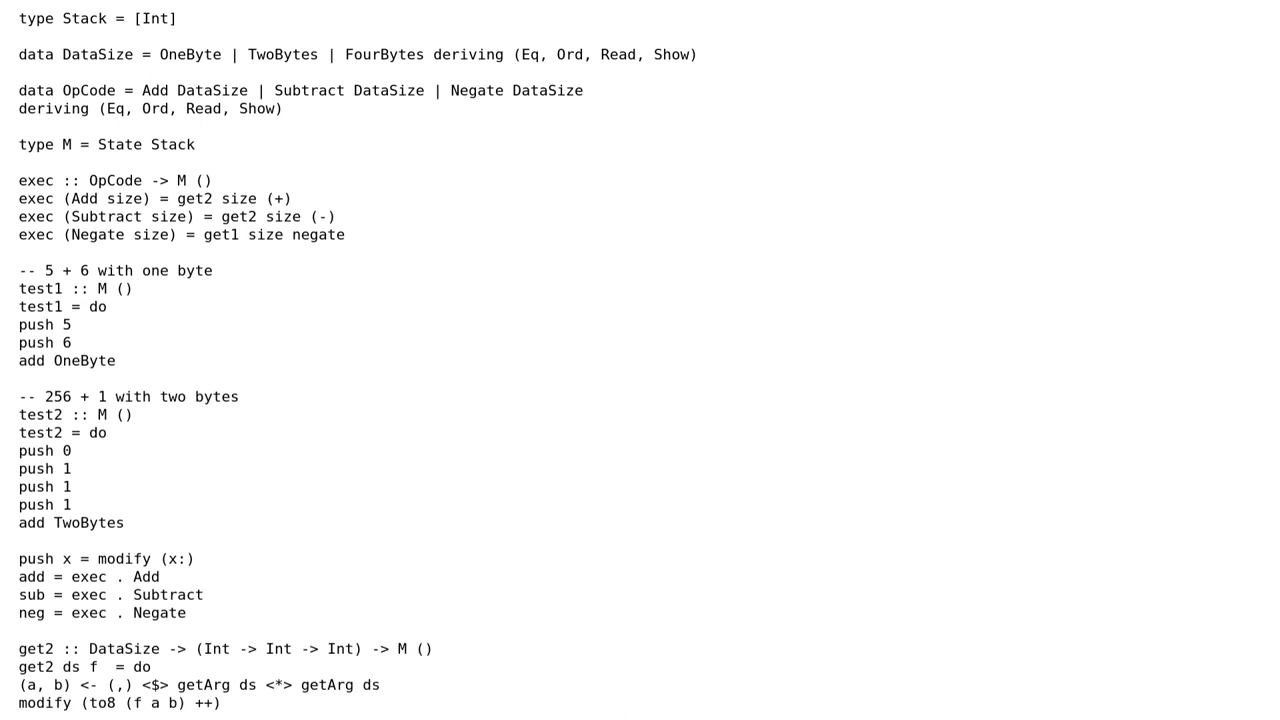 type Stack = [Int]
data DataSize = OneByte | TwoBytes | FourBytes deriving (Eq, Ord, Read, Show)
data OpCode = Add DataSize | Subtract DataSize | Negate DataSize
deriving (Eq, Ord, Read, Show)
type M = State Stack
exec :: OpCode -> M ()
exec (Add size) = get2 size (+)
exec (Subtract size) = get2 size (-)
exec (Negate size) = get1 size negate
-- 5 + 6 with one byte
test1 :: M ()
test1 = do
push 5
push 6
add OneByte
-- 256 + 1 with two bytes
test2 :: M ()
test2 = do
push 0
push 1
push 1
push 1
add TwoBytes
push x = modify (x:)
add = exec . Add
sub = exec . Subtract
neg = exec . Negate
get2 :: DataSize -> (Int -> Int -> Int) -> M ()
get2 ds f  = do
(a, b) <- (,) <$> getArg ds <*> getArg ds
modify (to8 (f a b) ++)